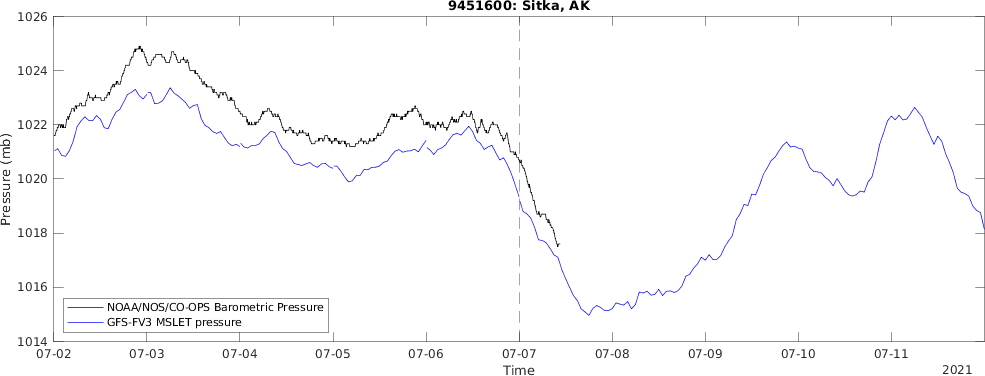 9451600: Sitka, AK
1026
1024
1022
1020
1018
1016
1014
Pressure (mb)
NOAA/NOS/CO-OPS Barometric Pressure
GFS-FV3 MSLET pressure
07-02 07-03 07-04 07-05 07-06 07-07 07-08 07-09 07-10 07-11
Time
2021